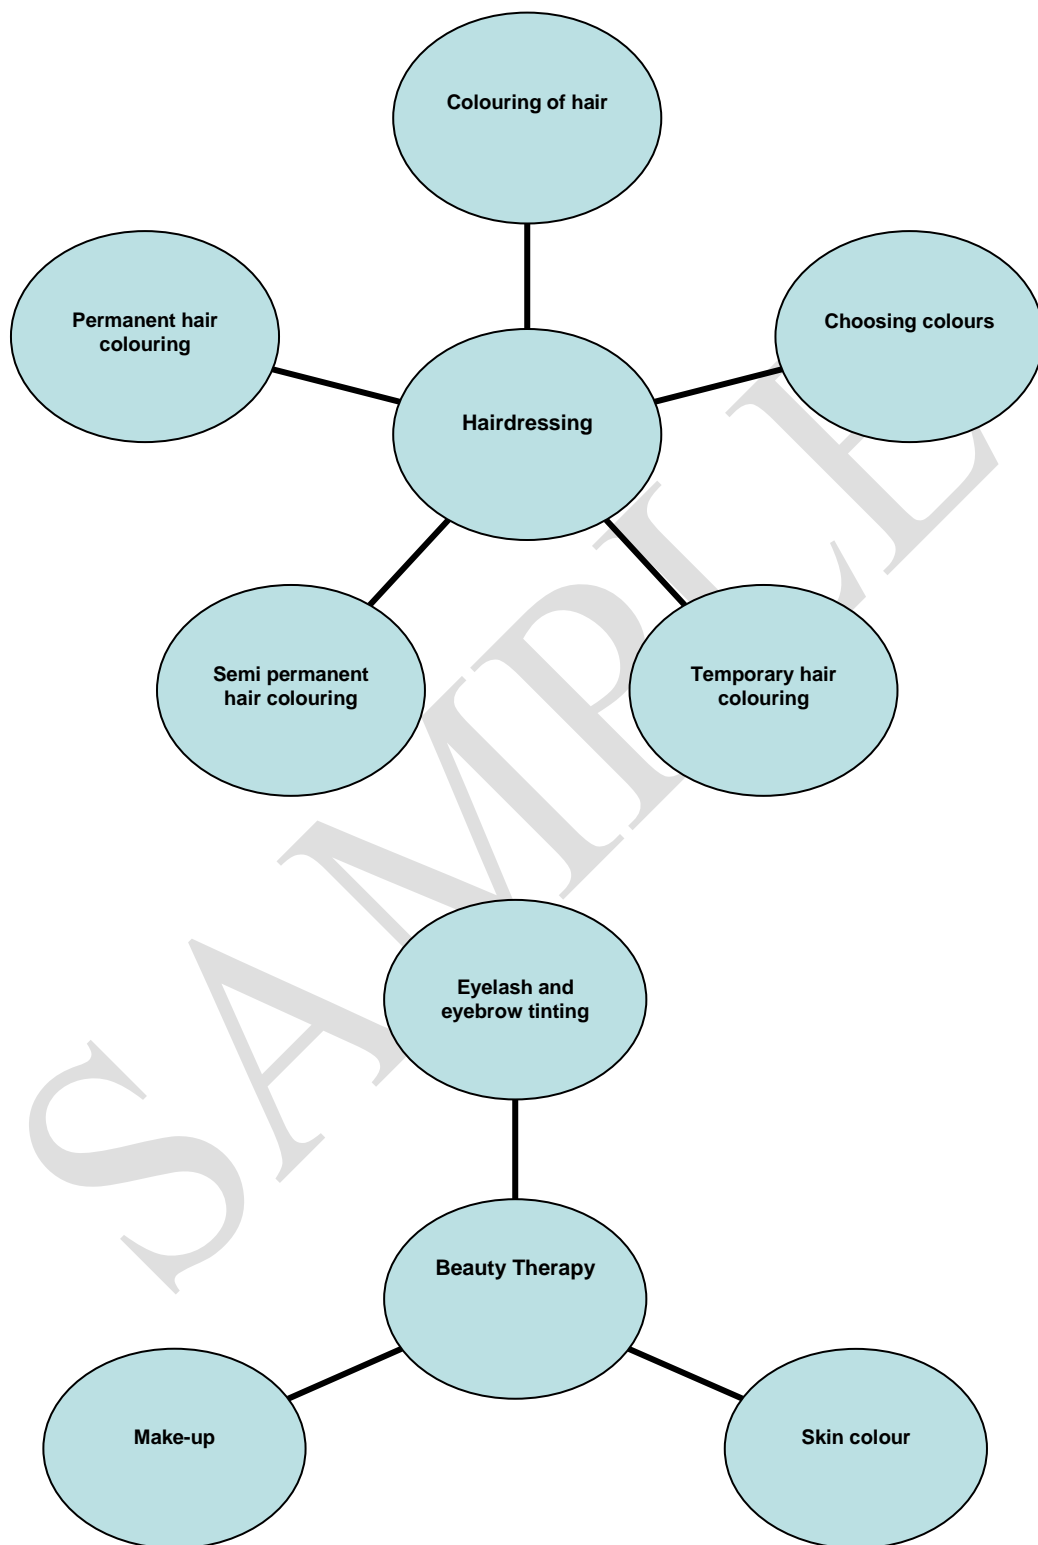 Colouring of hair
Permanent hair
colouring
Choosing colours
Hairdressing
Semi permanent
hair colouring
Temporary hair
colouring
SAMPLE
Eyelash and
eyebrow tinting
Beauty Therapy
Make-up
Skin colour